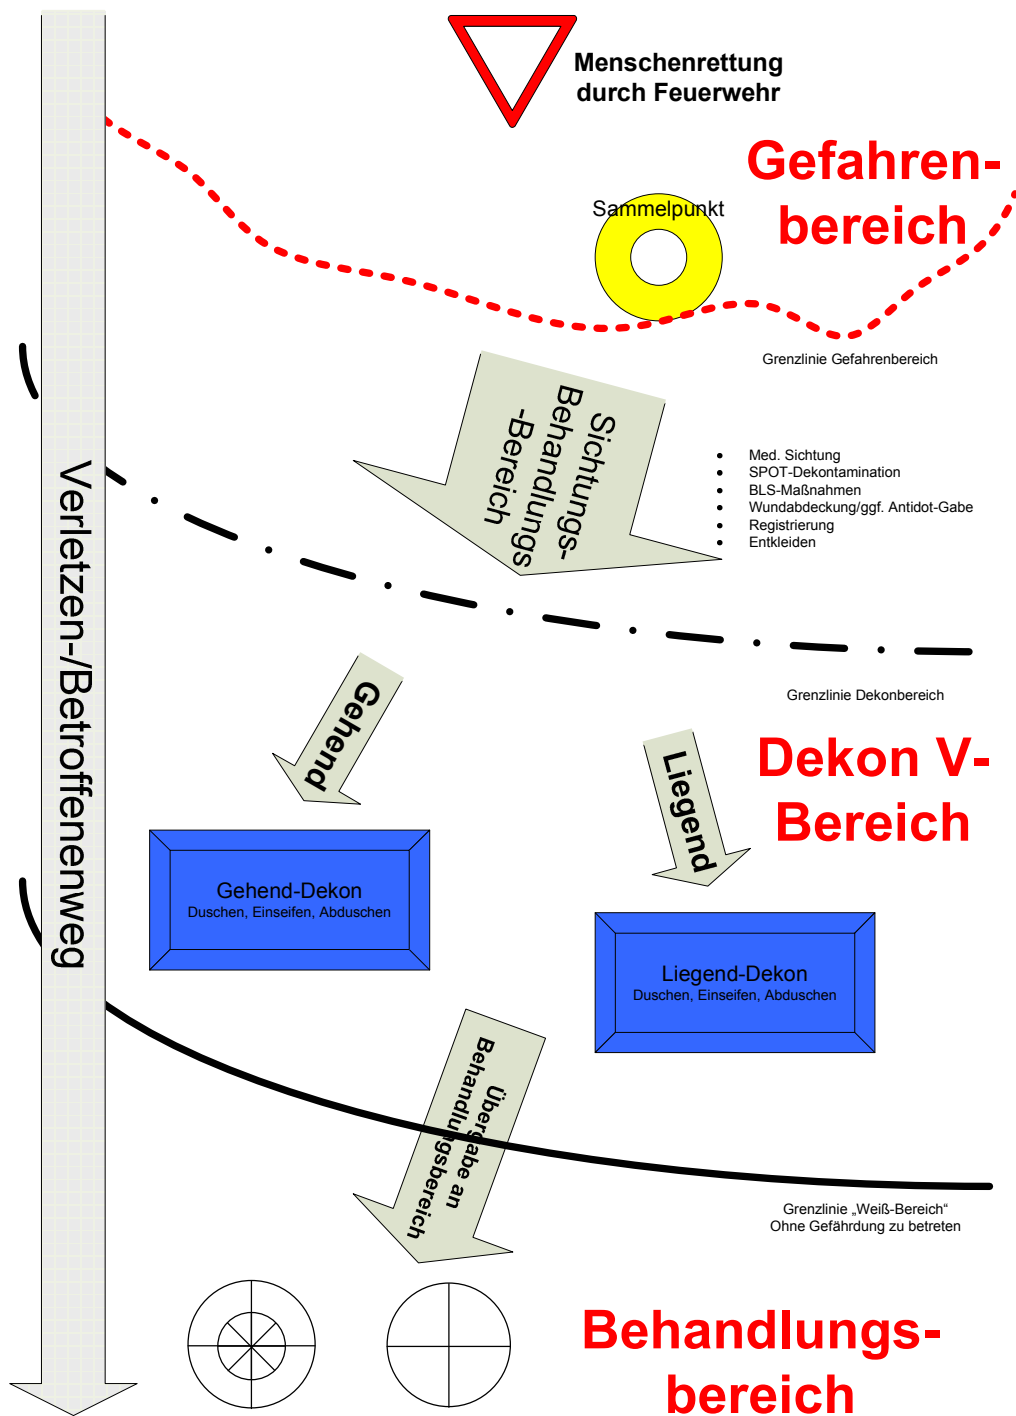 Menschenrettung
durch Feuerwehr
Gefahren-
bereich
Sammelpunkt
Grenzlinie Gefahrenbereich
Sichtungs-
Behandlungs
-Bereich
• Med. Sichtung
• SPOT-Dekontamination
• BLS-Maßnahmen
• Wundabdeckung/ggf. Antidot-Gabe
• Registrierung
• Entkleiden
Verletzen-/Betroffenenweg
Grenzlinie Dekonbereich
Gehend
Liegend
Dekon V-
Bereich
Gehend-Dekon
Duschen, Einseifen, Abduschen
Liegend-Dekon
Duschen, Einseifen, Abduschen
Übergabe an
Behandlungsbereich
Grenzlinie „Weiß-Bereich“
Ohne Gefährdung zu betreten
Behandlungs-
bereich